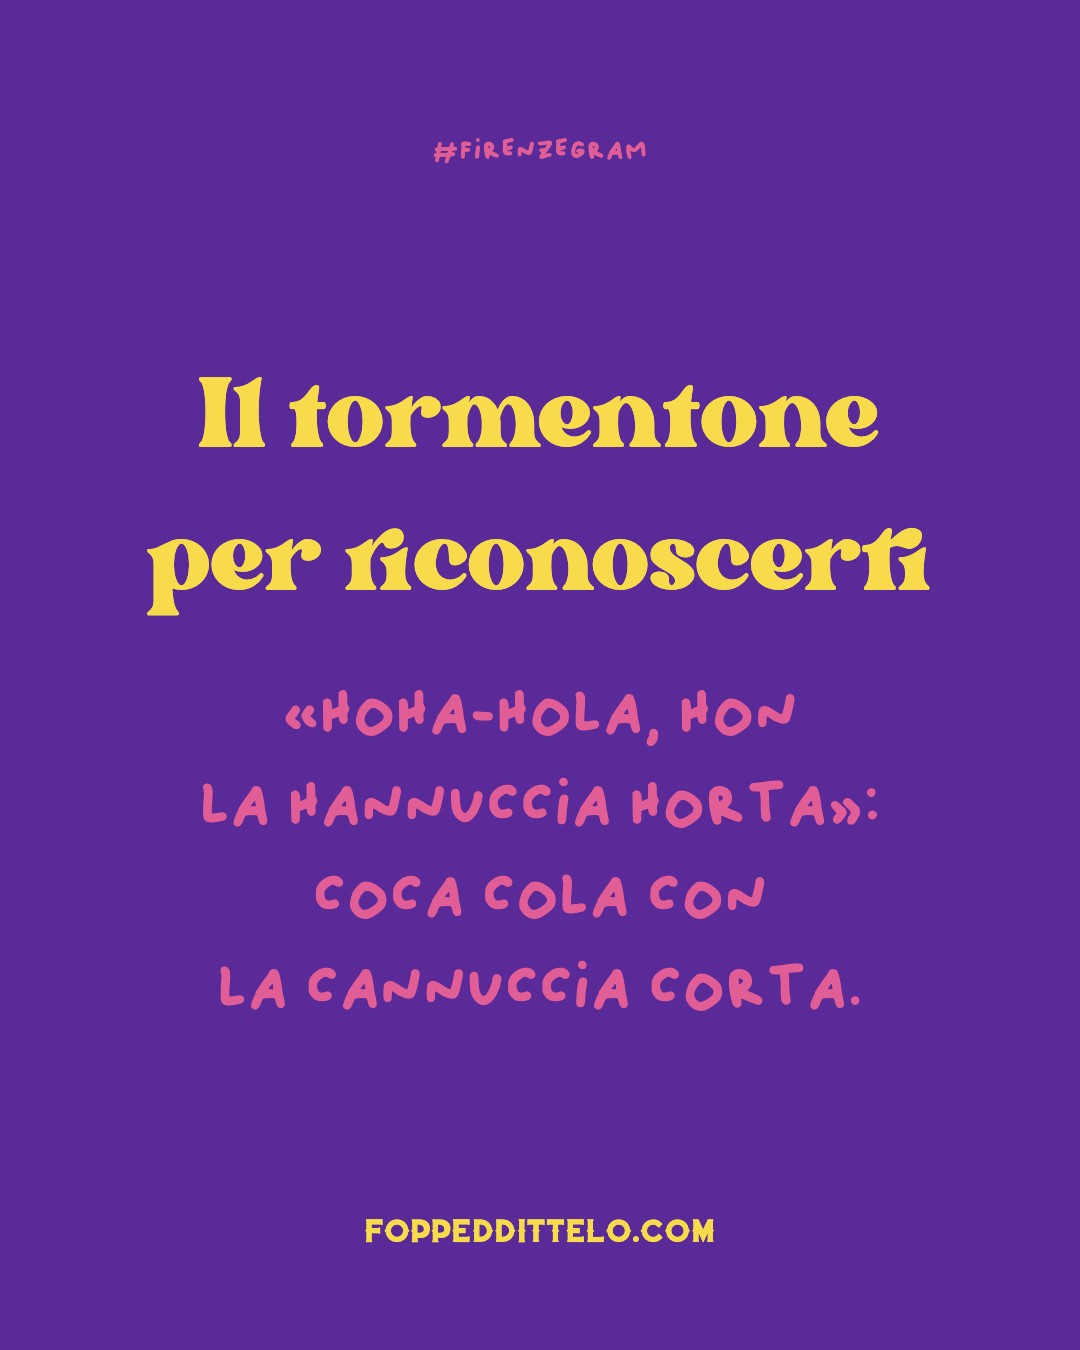 #FIRENZEGRAM
Il tormentone
per riconoscerti
«HOHA-HOLA, HON
LA HANNUCCIA HORTA»:
COCA COLA CON
LA CANNUCCIA CORTA.
FOPPEDDITTELO.COM